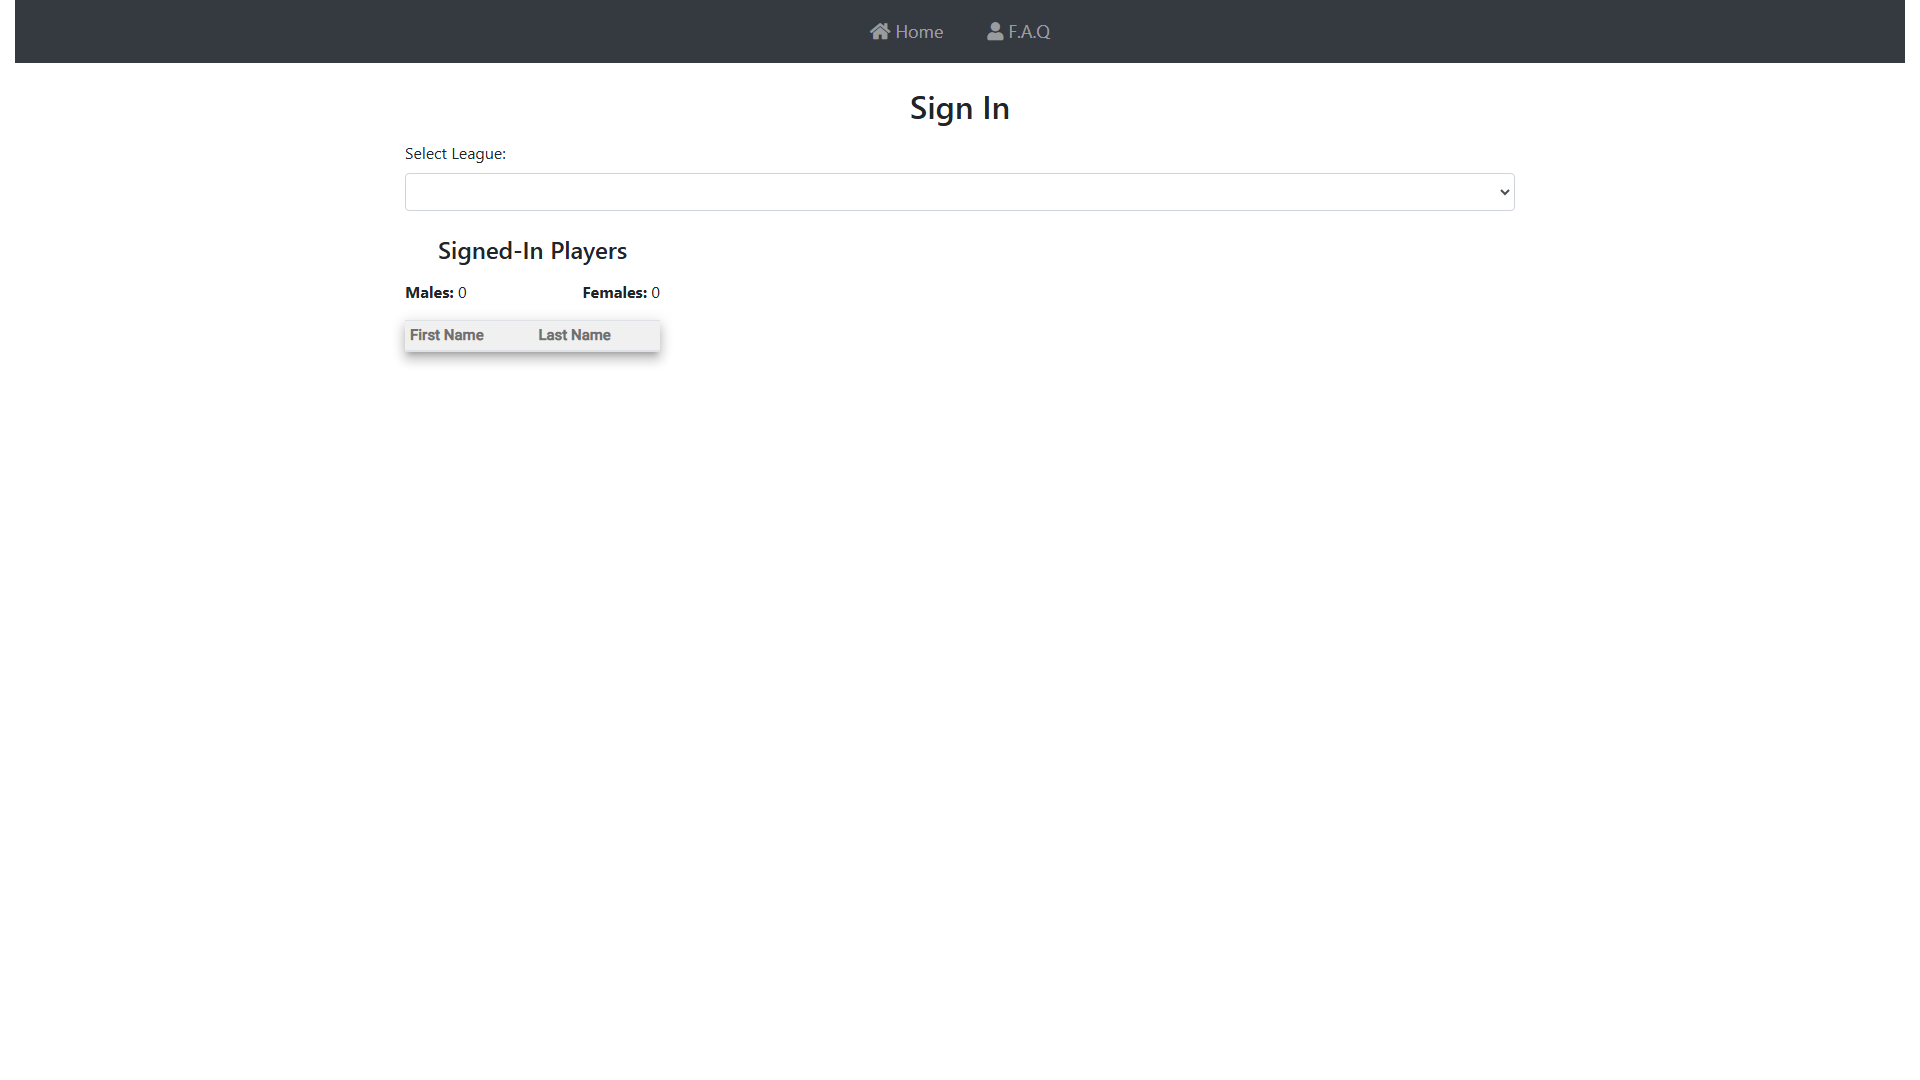 Home F.A.Q
Sign In
Select League:
Signed-In Players
Males: 0 Females: 0
First Name Last Name